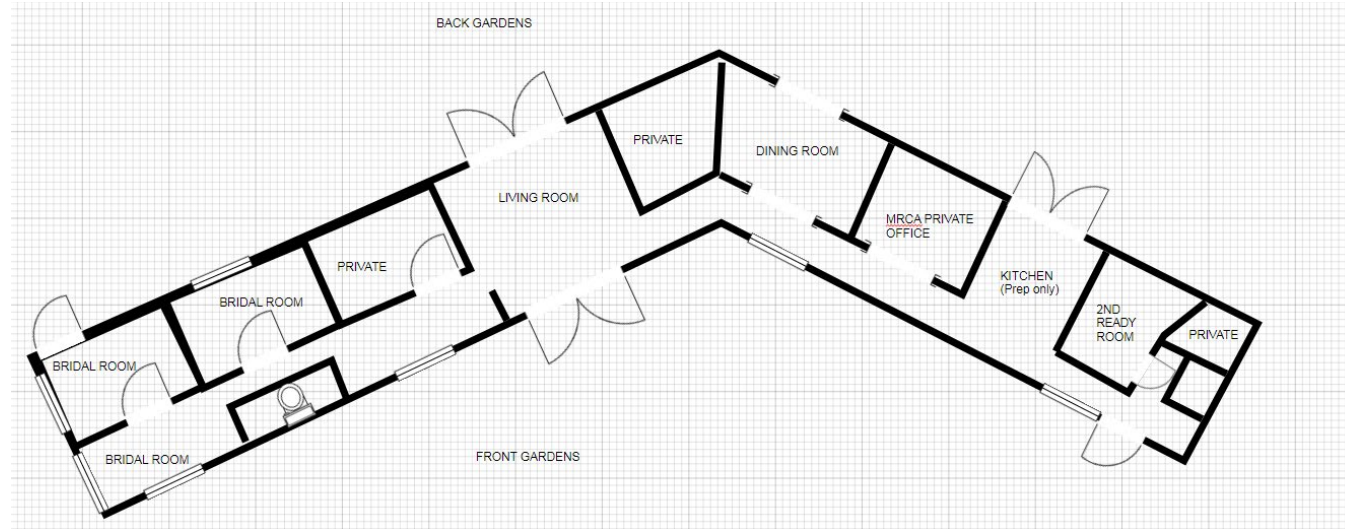 BACK GARDENS
PRIVATE
DINING ROOM
LIVING ROOM
MRCA PRIVATE
OFFICE
PRIVATE
KITCHEN
(Prep only)
BRIDAL ROOM
2ND
READY
ROOM
PRIVATE
BRIDAL ROOM
BRIDAL ROOM
FRONT GARDENS